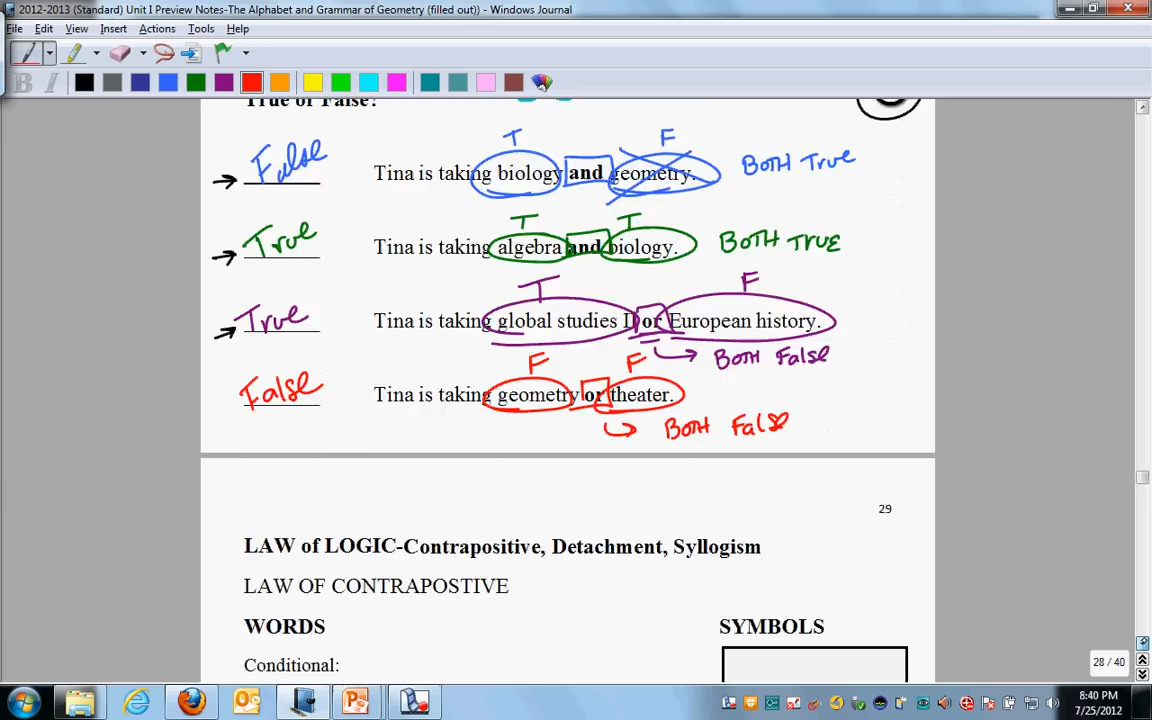 2012-2013 (Standard) Unit I Preview Notes-The Alphabet and Grammar of Geometry (filled out)) - Windows Journal
File Edit View Insert Actions Tools Help
B I
True or False?
T F
False Tina is taking biology and geometry. BOTH True
T T
True Tina is taking algebra and biology. BOTH TRUE
T F
True Tina is taking global studies II or European history.
BOTH False
F F
False Tina is taking geometry or theater.
BOTH False
29
LAW of LOGIC-Contrapositive, Detachment, Syllogism
LAW OF CONTRAPOSTIVE
WORDS SYMBOLS
Conditional:
28 / 40
8:40 PM
7/25/2012